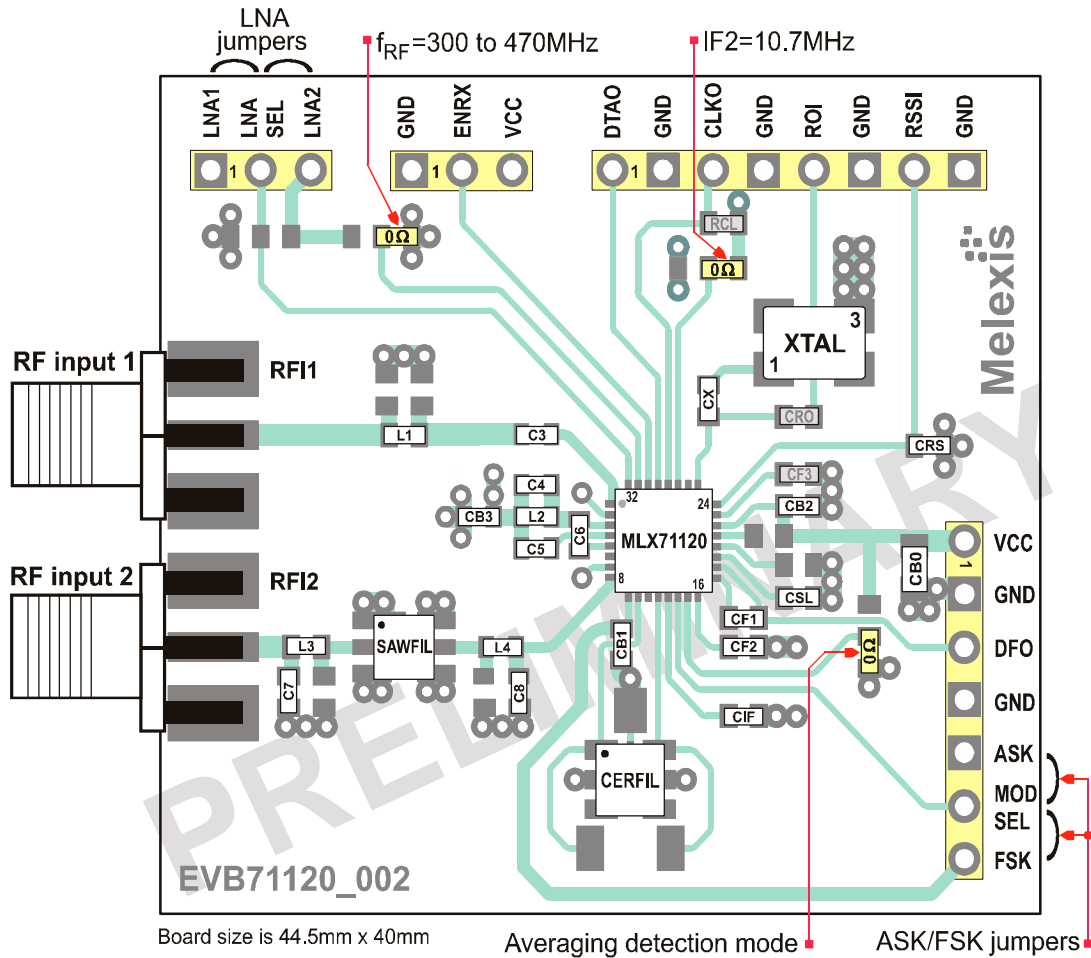 LNA
jumpers
fRF=300 to 470MHz
IF2=10.7MHz
LNA1
LNA
SEL
LNA2
GND
ENRX
VCC
DTAO
GND
CLKO
GND
ROI
GND
RSSI
GND
1
1
1
0Ω
RCL
0Ω
Melexis
XTAL
3
1
RF input 1
RFI1
CX
CRO
L1
C3
CRS
32
24
CF3
C4
CB2
CB3
L2
C6
MLX71120
C5
8
16
CB0
1
VCC
GND
DFO
GND
ASK
MOD
SEL
FSK
RF input 2
RFI2
CSL
CF1
CF2
0Ω
L3
SAWFIL
L4
CB1
C7
C8
CIF
CERFIL
PRELIMINARY
EVB71120_002
Board size is 44.5mm x 40mm
Averaging detection mode
ASK/FSK jumpers